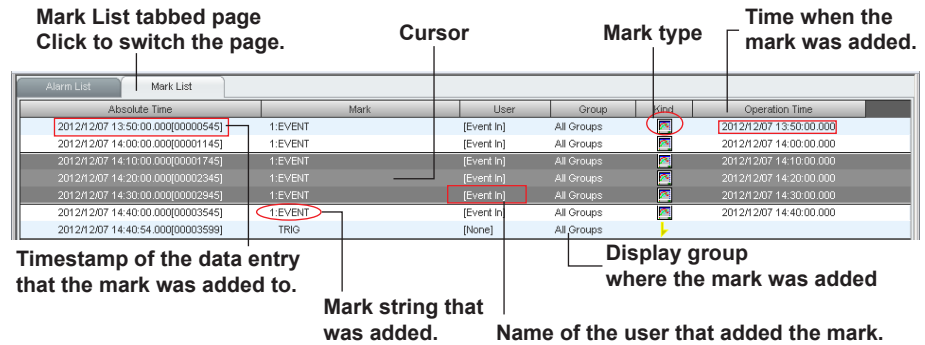 Mark List tabbed page
Click to switch the page.
Cursor
Mark type
Time when the
mark was added.
Alarm List
Mark List
Absolute Time Mark User Group Kind Operation Time
2012/12/07 13:50:00.000[00000545] 1:EVENT [Event In] All Groups 2012/12/07 13:50:00.000
2012/12/07 14:00:00.000[00001145] 1:EVENT [Event In] All Groups 2012/12/07 14:00:00.000
2012/12/07 14:10:00.000[00001745] 1:EVENT [Event In] All Groups 2012/12/07 14:10:00.000
2012/12/07 14:20:00.000[00002345] 1:EVENT [Event In] All Groups 2012/12/07 14:20:00.000
2012/12/07 14:30:00.000[00002945] 1:EVENT [Event In] All Groups 2012/12/07 14:30:00.000
2012/12/07 14:40:00.000[00003545] 1:EVENT [Event In] All Groups 2012/12/07 14:40:00.000
2012/12/07 14:40:54.000[00003599] TRIG [None] All Groups
Timestamp of the data entry
that the mark was added to.
Display group
where the mark was added
Mark string that
was added.
Name of the user that added the mark.